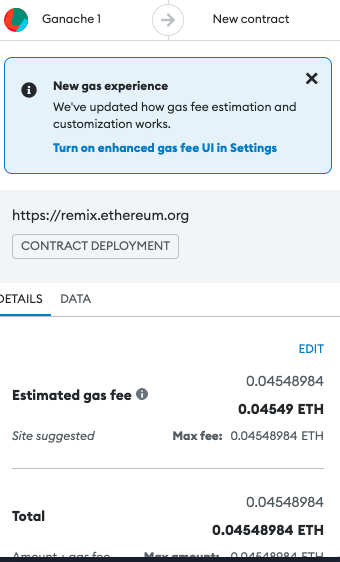 Ganache 1
New contract
New gas experience
We've updated how gas fee estimation and
customization works.
Turn on enhanced gas fee UI in Settings
https://remix.ethereum.org
CONTRACT DEPLOYMENT
DETAILS DATA
EDIT
0.04548984
Estimated gas fee
0.04549 ETH
Site suggested Max fee: 0.04548984 ETH
0.04548984
Total
0.04548984 ETH
Amount + gas fee Max amount: 0.04548984 ETH